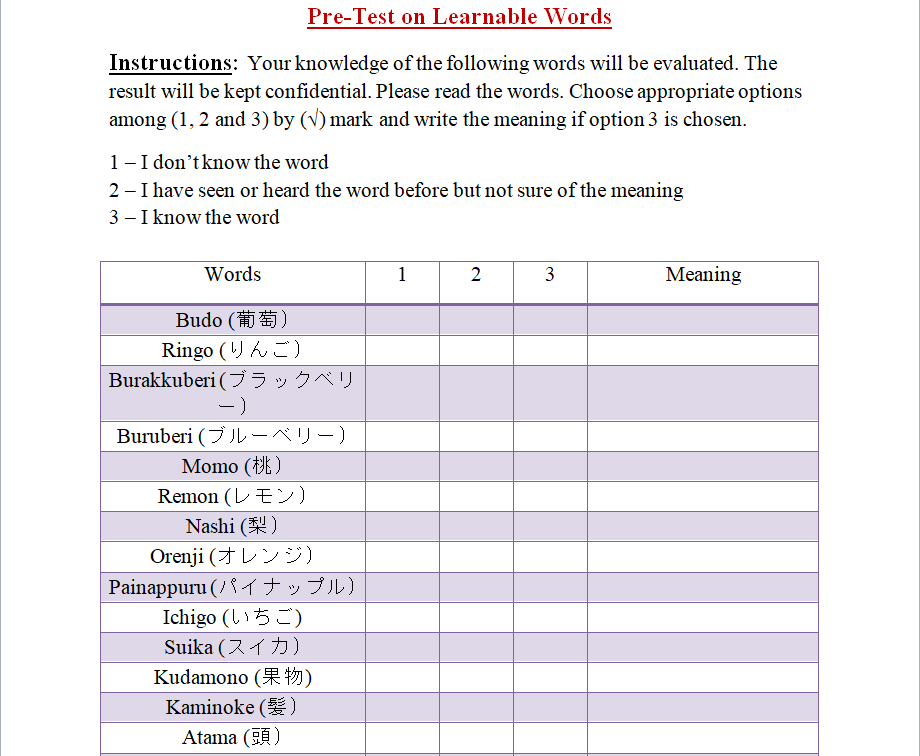 Pre-Test on Learnable Words
Instructions: Your knowledge of the following words will be evaluated. The
result will be kept confidential. Please read the words. Choose appropriate options
among (1, 2 and 3) by (√) mark and write the meaning if option 3 is chosen.
1 – I don’t know the word
2 – I have seen or heard the word before but not sure of the meaning
3 – I know the word
Words 1 2 3 Meaning
Budo (葡萄)
Ringo (りんご)
Burakkuberi (ブラックベリ
ー)
Buruberi (ブルーベリー)
Momo (桃)
Remon (レモン)
Nashi (梨)
Orenji (オレンジ)
Painappuru (パイナップル)
Ichigo (いちご)
Suika (スイカ)
Kudamono (果物)
Kaminoke (髪)
Atama (頭)